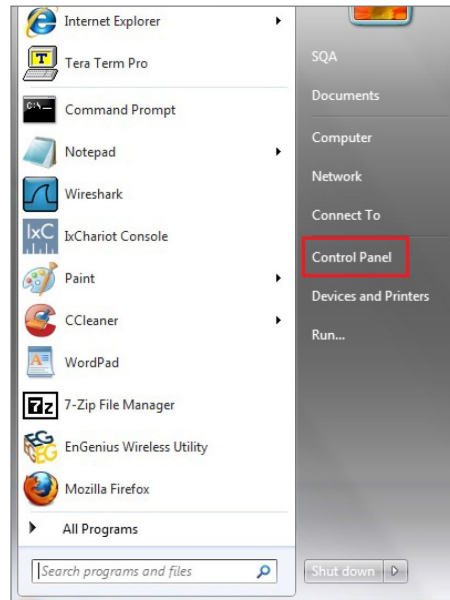 Internet Explorer
Tera Term Pro
C:\
Command Prompt
Notepad
Wireshark
IxC
IxChariot Console
Paint
CCleaner
WordPad
7z
7-Zip File Manager
EnGenius Wireless Utility
Mozilla Firefox
All Programs
Search programs and files
SQA
Documents
Computer
Network
Connect To
Control Panel
Devices and Printers
Run...
Shut down